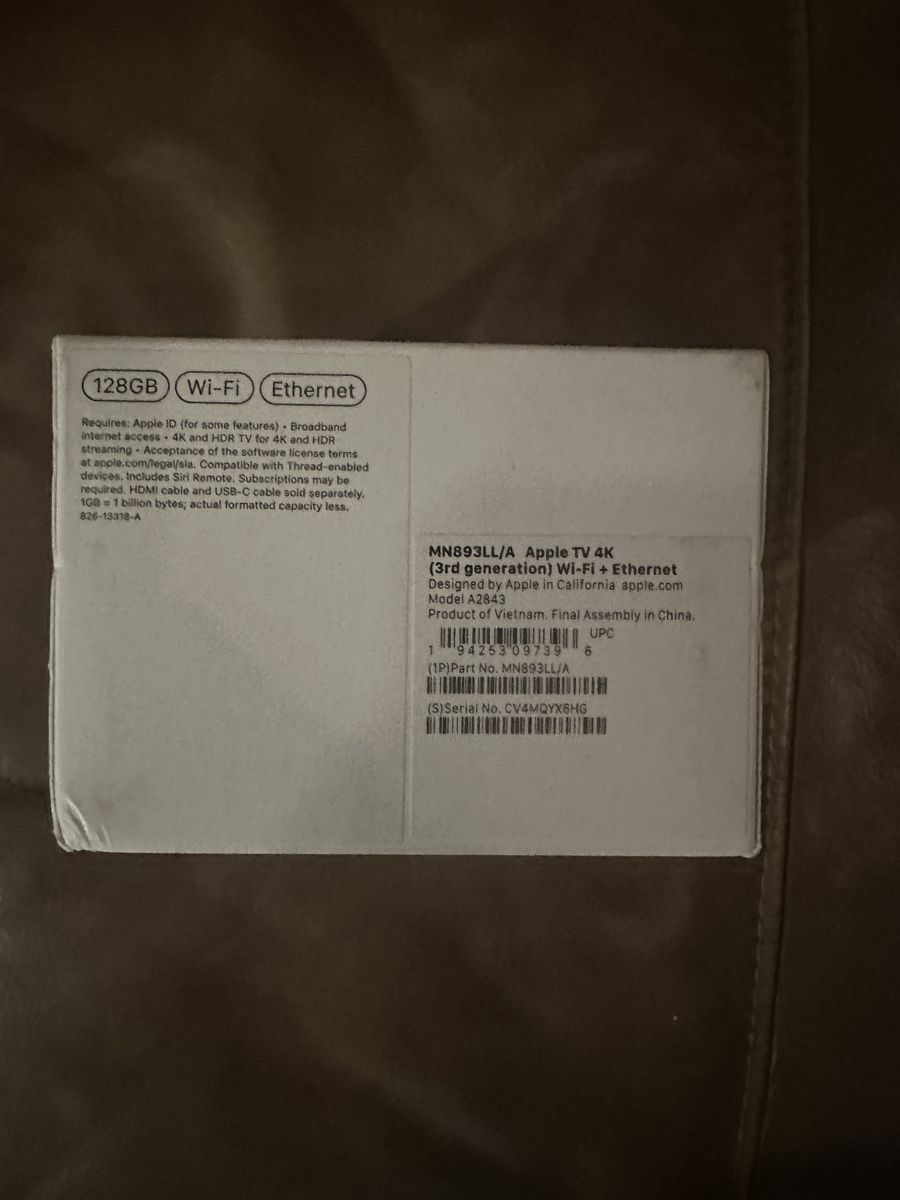 128GB Wi-Fi Ethernet
Requires: Apple ID (for some features) • Broadband
internet access • 4K and HDR TV for 4K and HDR
streaming • Acceptance of the software license terms
at apple.com/legal/sla. Compatible with Thread-enabled
devices. Includes Siri Remote. Subscriptions may be
required. HDMI cable and USB-C cable sold separately.
1GB = 1 billion bytes; actual formatted capacity less.
826-13318-A
MN893LL/A Apple TV 4K
(3rd generation) Wi-Fi + Ethernet
Designed by Apple in California apple.com
Model A2843
Product of Vietnam. Final Assembly in China.
UPC
1 94253 09739 6
(1P)Part No. MN893LL/A
(S)Serial No. CV4MQYX6HG